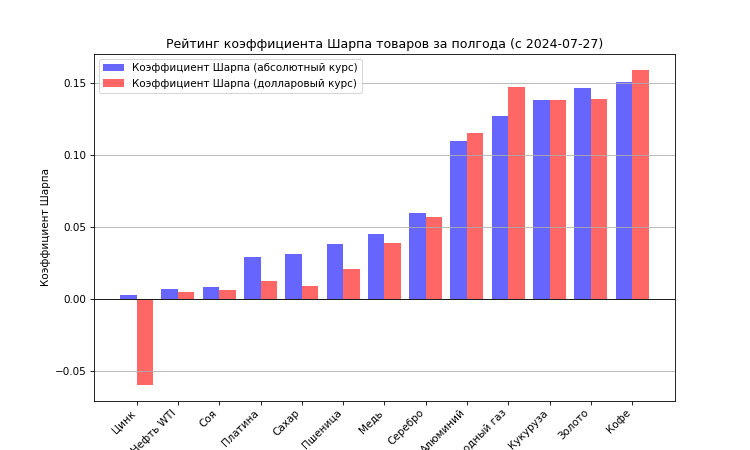 Рейтинг коэффициента Шарпа товаров за полгода (с 2024-07-27)
Коэффициент Шарпа (абсолютный курс)
Коэффициент Шарпа (долларовый курс)
Коэффициент Шарпа
0.15
0.10
0.05
0.00
−0.05
Цинк
Нефть WTI
Соя
Платина
Сахар
Пшеница
Медь
Серебро
Алюминий
одный газ
Кукуруза
Золото
Кофе